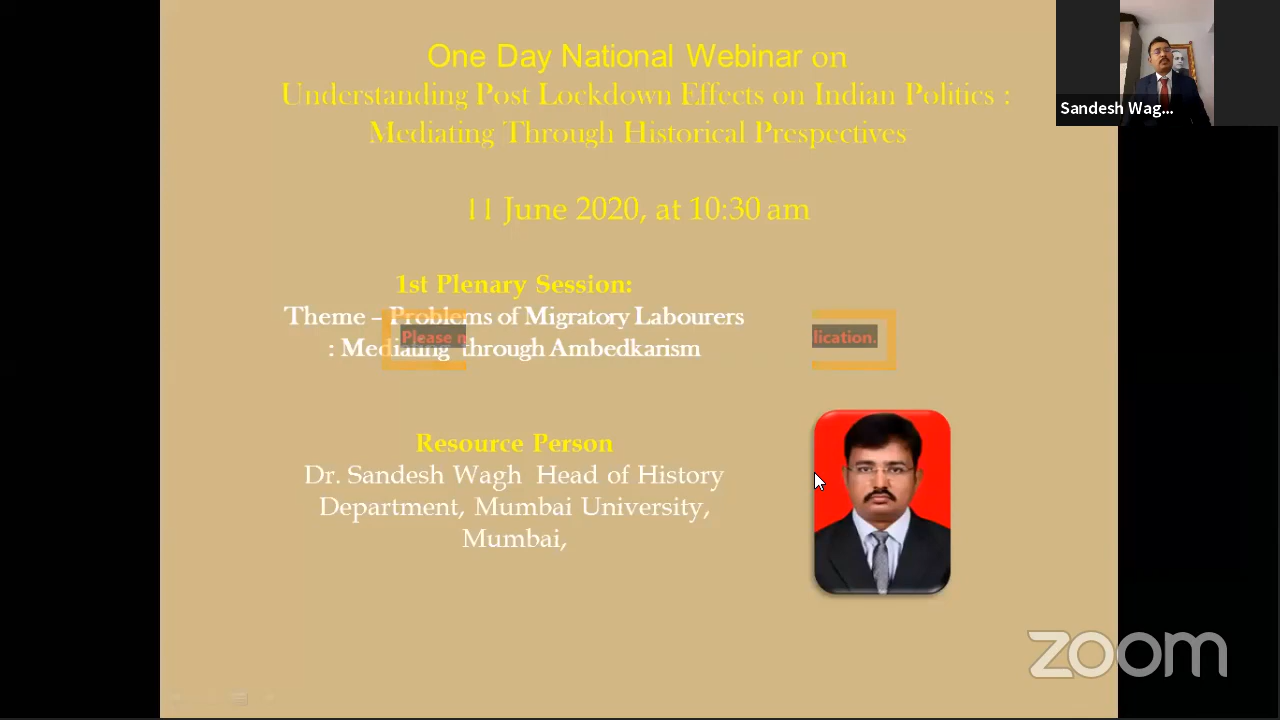 One Day National Webinar on
Understanding Post Lockdown Effects on Indian Politics :
Mediating Through Historical Prespectives
11 June 2020, at 10:30 am
1st Plenary Session:
Theme – Problems of Migratory Labourers
: Mediating through Ambedkarism
Please
lication.
Resource Person
Dr. Sandesh Wagh Head of History
Department, Mumbai University,
Mumbai,
Sandesh Wag...
zoom